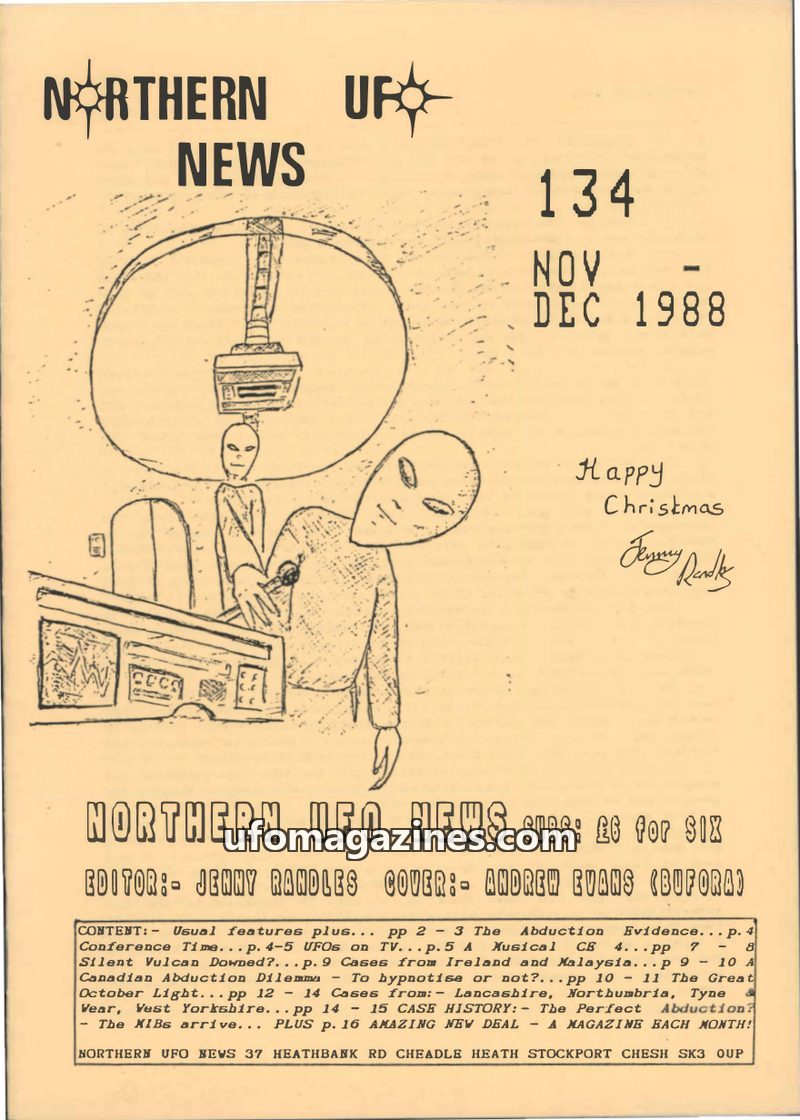 NORTHERN UFO
NEWS
134
NOV -
DEC 1988
Happy
Christmas
Jenny
Randles
NORTHERN UFO NEWS SUBS: £6 for SIX
ufomagazines.com
EDITOR:- JENNY RANDLES COVER:- ANDREW EVANS (BUFORA)
CONTENT:- Usual features plus... pp 2 - 3 The Abduction Evidence...p.4
Conference Time...p.4-5 UFOs on TV...p.5 A Musical CE 4...pp 7 - 8
Silent Vulcan Downed?...p.9 Cases from Ireland and Malaysia...p 9 - 10 A
Canadian Abduction Dilemma - To hypnotise or not?...pp 10 - 11 The Great
October Light...pp 12 - 14 Cases from:- Lancashire, Northumbria, Tyne &
Wear, West Yorkshire...pp 14 - 15 CASE HISTORY:- The Perfect Abduction?
- The MIBs arrive... PLUS p.16 AMAZING NEW DEAL - A MAGAZINE EACH MONTH!
NORTHERN UFO NEWS 37 HEATHBANK RD CHEADLE HEATH STOCKPORT CHESH SK3 OUP